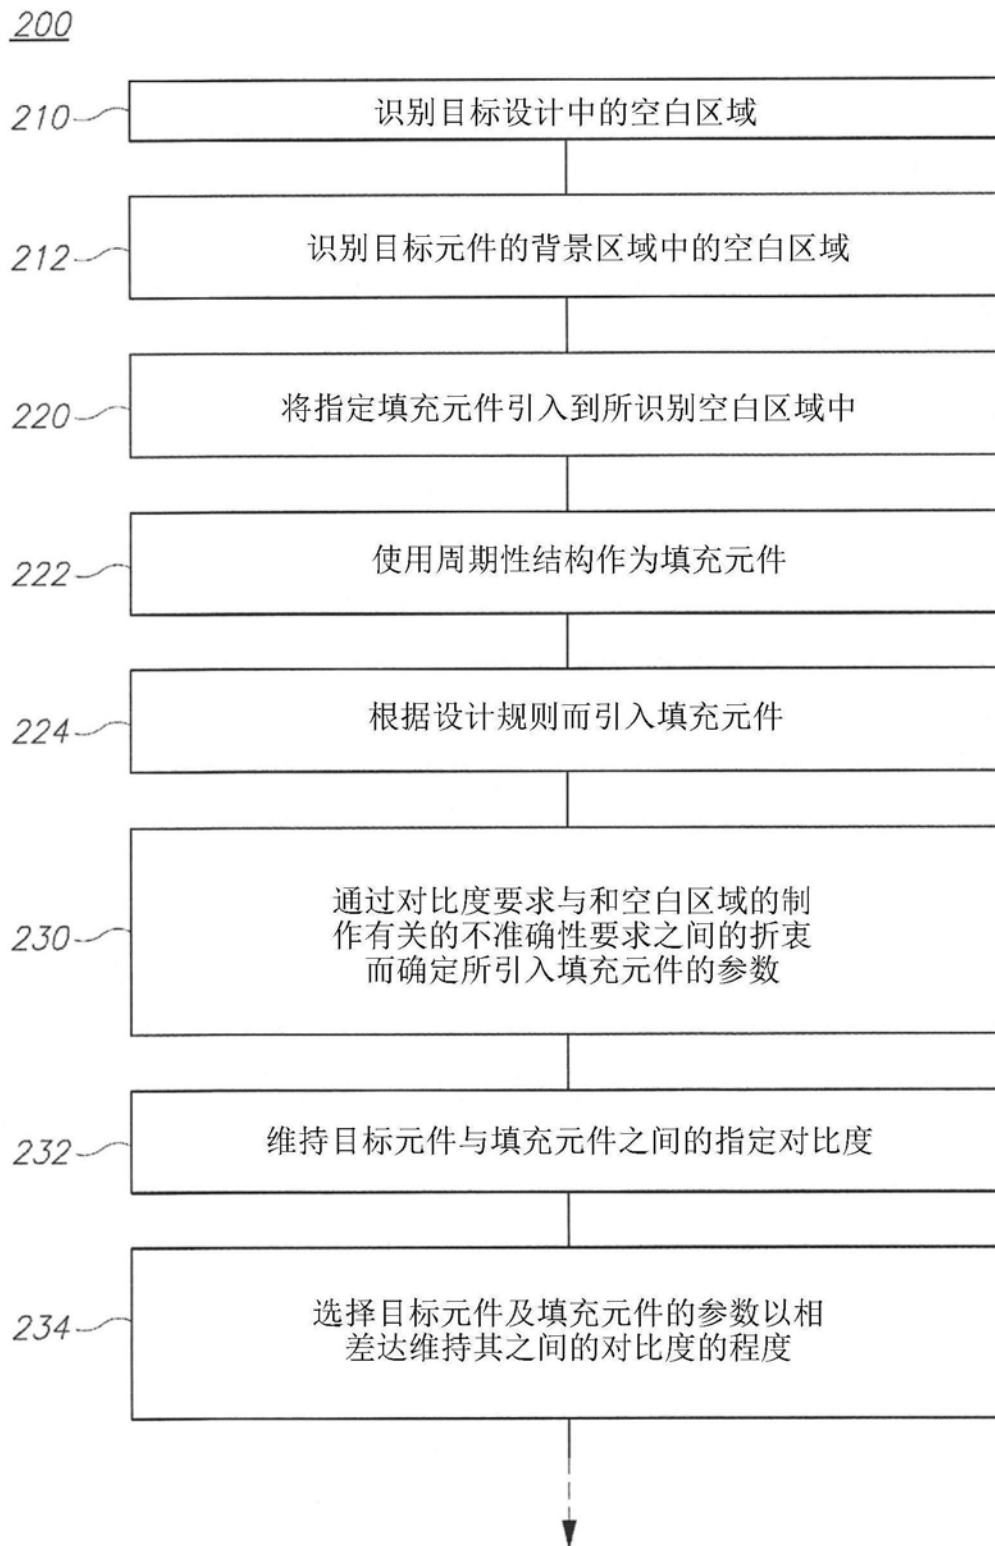 200
210
识别目标设计中的空白区域
212
识别目标元件的背景区域中的空白区域
220
将指定填充元件引入到所识别空白区域中
222
使用周期性结构作为填充元件
224
根据设计规则而引入填充元件
230
通过对比度要求与和空白区域的制
作有关的不准确性要求之间的折衷
而确定所引入填充元件的参数
232
维持目标元件与填充元件之间的指定对比度
234
选择目标元件及填充元件的参数以相
差达维持其之间的对比度的程度